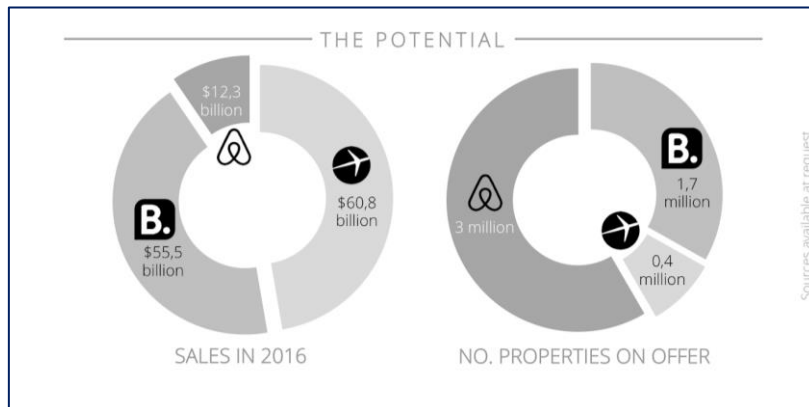 THE POTENTIAL
$12,3
billion
$60,8
billion
B.
$55,5
billion
SALES IN 2016
B.
1,7
million
3 million
0,4
million
NO. PROPERTIES ON OFFER
Sources available at request